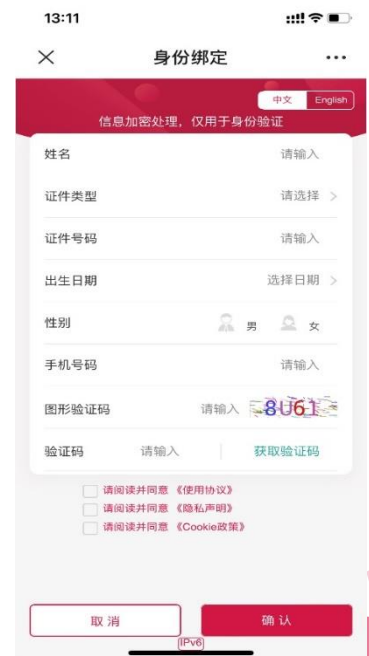 13:11
身份绑定
中文 English
信息加密处理，仅用于身份验证
姓名 请输入
证件类型 请选择 >
证件号码 请输入
出生日期 选择日期 >
性别 男 女
手机号码 请输入
图形验证码 请输入 8U61
验证码 请输入 获取验证码
请阅读并同意 《使用协议》
请阅读并同意 《隐私声明》
请阅读并同意 《Cookie政策》
取消 确认
IPv6